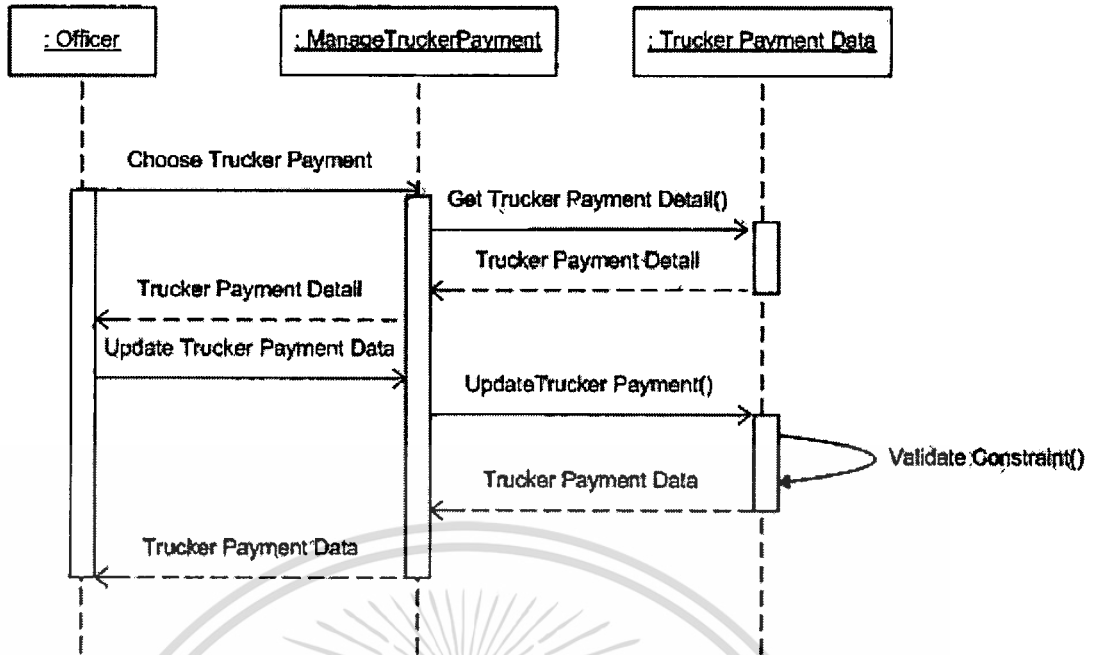 : Officer
: ManageTruckerPayment
: Trucker Payment Data
Choose Trucker Payment
Get Trucker Payment Detail()
Trucker Payment Detail
Trucker Payment Detail
Update Trucker Payment Data
UpdateTrucker Payment()
Validate Constraint()
Trucker Payment Data
Trucker Payment Data